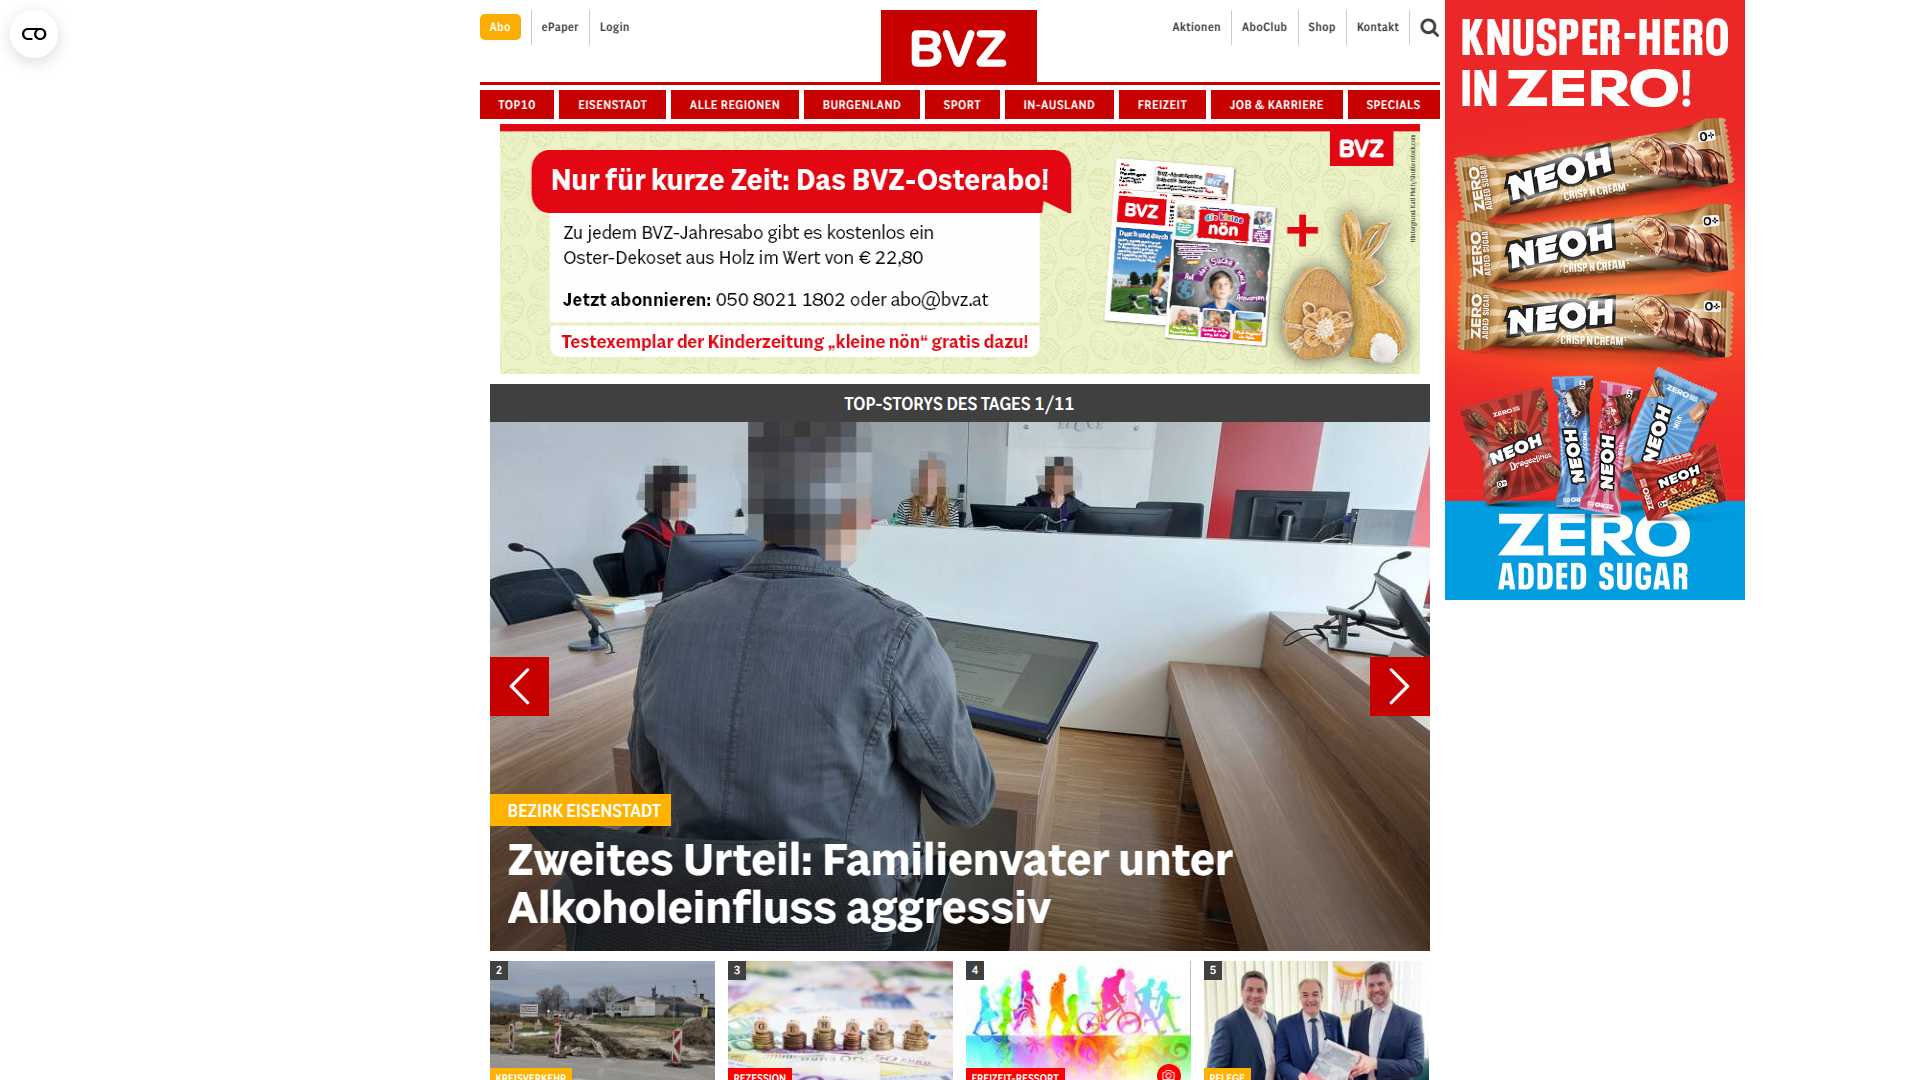 Abo
ePaper
Login
BVZ
Aktionen
AboClub
Shop
Kontakt
TOP10
EISENSTADT
ALLE REGIONEN
BURGENLAND
SPORT
IN-AUSLAND
FREIZEIT
JOB & KARRIERE
SPECIALS
Nur für kurze Zeit: Das BVZ-Osterabo!
Zu jedem BVZ-Jahresabo gibt es kostenlos ein
Oster-Dekoset aus Holz im Wert von € 22,80
Jetzt abonnieren: 050 8021 1802 oder abo@bvz.at
Testexemplar der Kinderzeitung „kleine nön“ gratis dazu!
BVZ
BVZ
die kleine
nön
+
TOP-STORYS DES TAGES 1/11
BEZIRK EISENSTADT
Zweites Urteil: Familienvater unter
Alkoholeinfluss aggressiv
2
KREISVERKEHR
3
REZESSION
4
FREIZEIT-RESSORT
5
PFLEGE
KNUSPER-HERO
IN ZERO!
ZERO
ADDED SUGAR
NEOH
CRISP'N CREAM
ZERO
ADDED SUGAR
NEOH
CRISP'N CREAM
ZERO
ADDED SUGAR
NEOH
CRISP'N CREAM
NEOH
NEOH
NEOH
NEOH
NEOH
ZERO
ADDED SUGAR